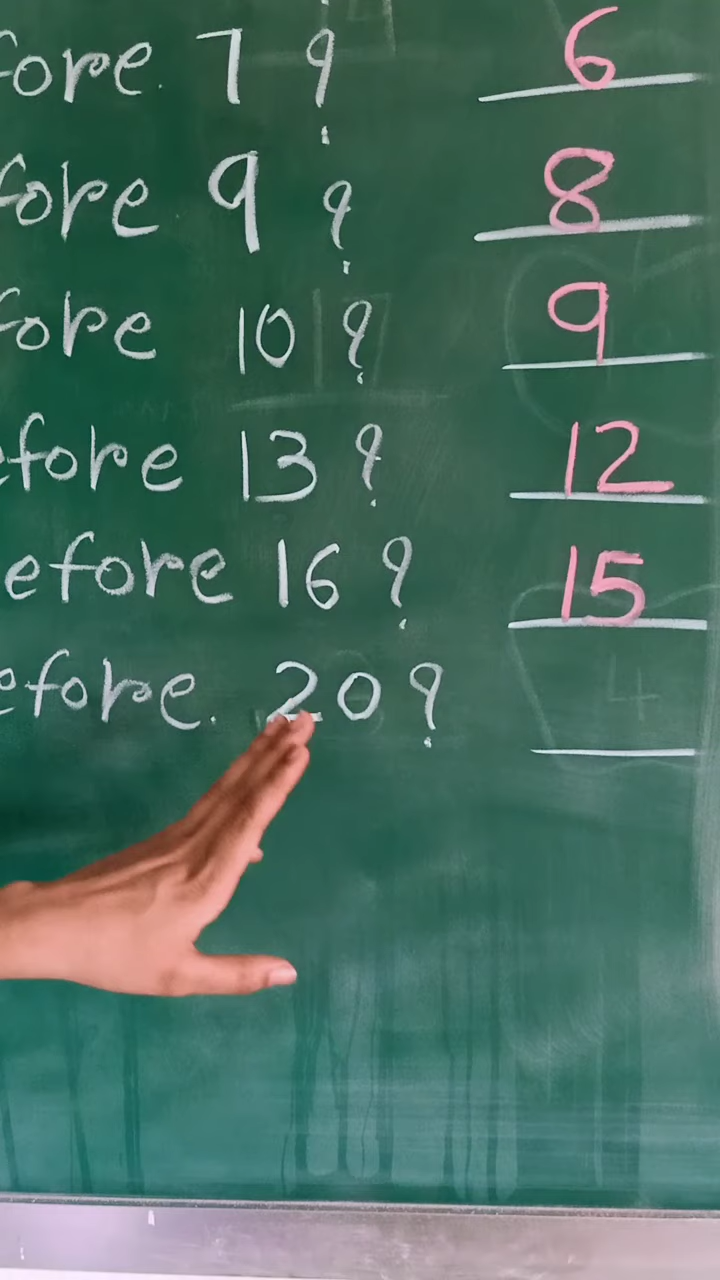 fore. 7 ? 6
fore 9 ? 8
fore 10 ? 9
efore 13 ? 12
efore 16 ? 15
efore. 20 ?